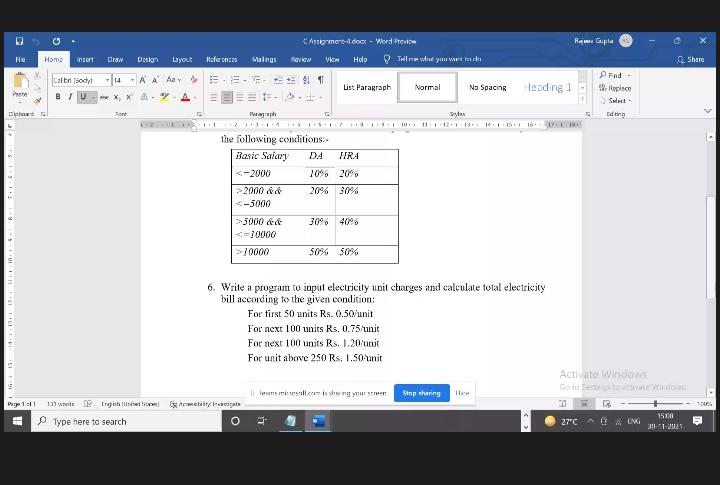 C Assignment-4.docx - Word Preview
Rajeev Gupta
RG
File Home Insert Draw Design Layout References Mailings Review View Help Tell me what you want to do
Share
Paste
Calibri (Body) 14 A A Aa
B I U abc X₂ X² A
Clipboard Font Paragraph Styles Editing
List Paragraph Normal No Spacing Heading 1
Find
Replace
Select
the following conditions:-
Basic Salary DA HRA
<=2000 10% 20%
>2000 && 20% 30%
<=5000
>5000 && 30% 40%
<=10000
>10000 50% 50%
6. Write a program to input electricity unit charges and calculate total electricity
bill according to the given condition:
For first 50 units Rs. 0.50/unit
For next 100 units Rs. 0.75/unit
For next 100 units Rs. 1.20/unit
For unit above 250 Rs. 1.50/unit
Activate Windows
Go to Settings to activate Windows.
teams.microsoft.com is sharing your screen. Stop sharing Hide
Page 1 of 1 131 words English (United States) Accessibility: Investigate
100%
Type here to search
27°C ENG
15:08
30-11-2021